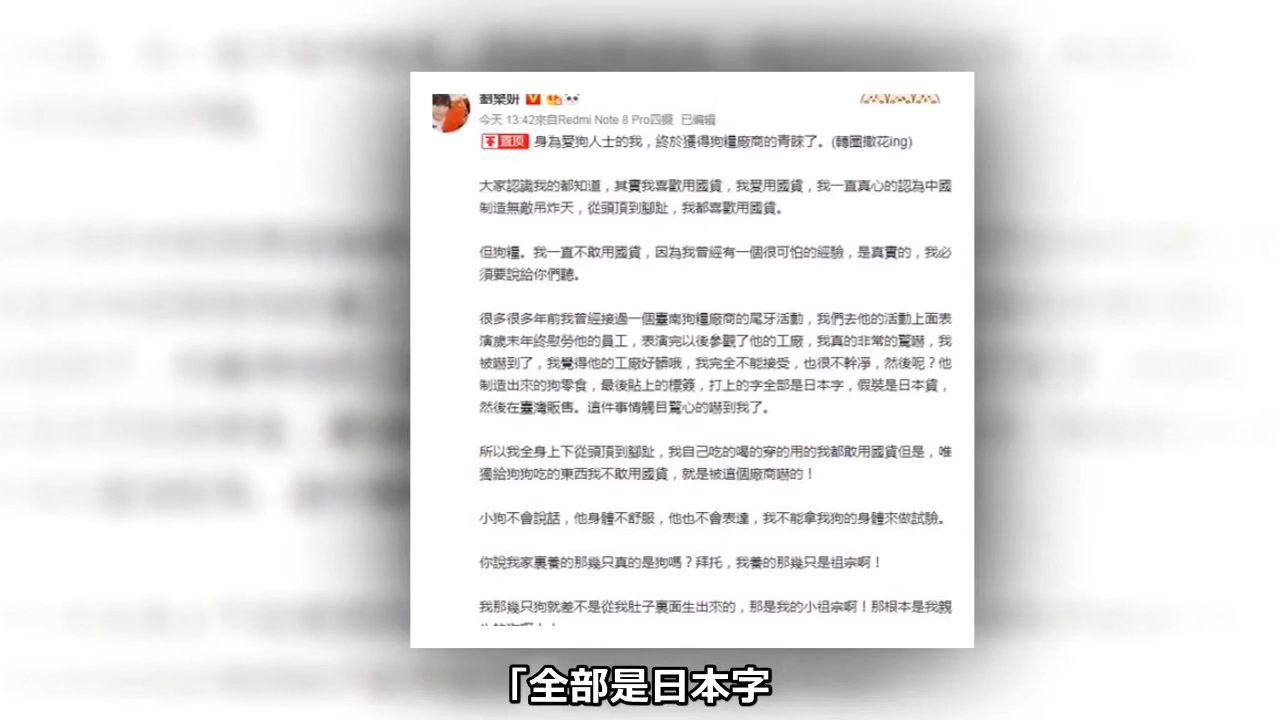 劉樂妍
今天 13:42來自Redmi Note 8 Pro四攝 已編輯
置頂 身為愛狗人士的我，終於獲得狗糧廠商的青睞了。(轉圈撒花ing)
大家認識我的都知道，其實我喜歡用國貨，我愛用國貨，我一直真心的認為中國
制造無敵吊炸天，從頭頂到腳趾，我都喜歡用國貨。
但狗糧。我一直不敢用國貨，因為我曾經有一個很可怕的經驗，是真實的，我必
須要說給你們聽。
很多很多年前我曾經接過一個臺南狗糧廠商的尾牙活動，我們去他的活動上面表
演歲末年終慰勞他的員工，表演完以後參觀了他的工廠，我真的非常的驚嚇，我
被嚇到了，我覺得他的工廠好髒哦，我完全不能接受，也很不幹淨，然後呢？他
制造出來的狗零食，最後貼上的標簽，打上的字全部是日本字，假裝是日本貨，
然後在臺灣販售。這件事情觸目驚心的嚇到我了。
所以我全身上下從頭頂到腳趾，我自己吃的喝的穿的用的我都敢用國貨但是，唯
獨給狗狗吃的東西我不敢用國貨，就是被這個廠商嚇的！
小狗不會說話，他身體不舒服，他也不會表達，我不能拿我狗的身體來做試驗。
你說我家裏養的那幾只真的是狗嗎？拜托，我養的那幾只是祖宗啊！
我那幾只狗就差不是從我肚子裏面生出來的，那是我的小祖宗啊！那根本是我親
「全部是日本字